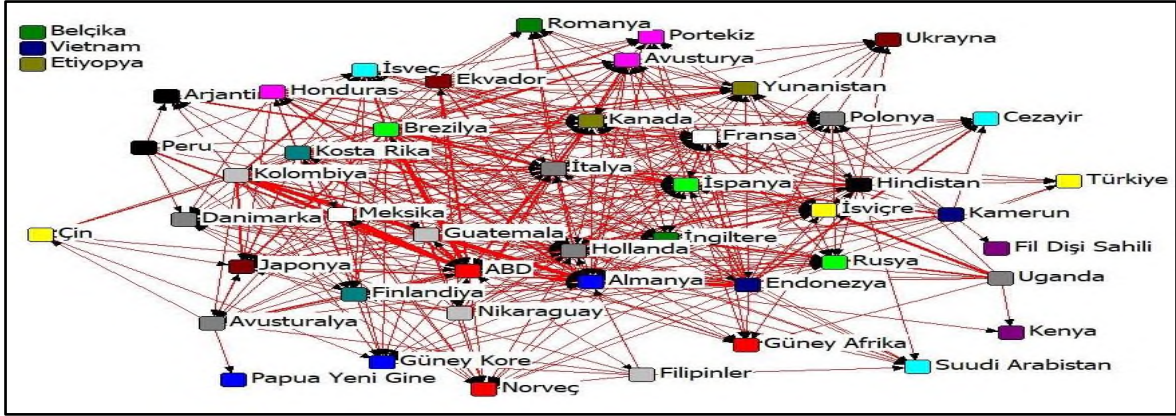 Belçika
Vietnam
Etiyopya
Romanya
Portekiz
Ukrayna
Avusturya
İsveç
Ekvador
Arjantin
Honduras
Yunanistan
Brezilya
Kanada
Polonya
Cezayir
Peru
Kosta Rika
Fransa
Kolombiya
İtalya
İspanya
Hindistan
Türkiye
Danimarka
Meksika
İsviçre
Kamerun
Çin
Guatemala
Hollanda
İngiltere
Fil Dişi Sahili
Japonya
ABD
Almanya
Endonezya
Rusya
Uganda
Finlandiya
Nikaraguay
Avusturalya
Kenya
Güney Kore
Güney Afrika
Papua Yeni Gine
Norveç
Filipinler
Suudi Arabistan